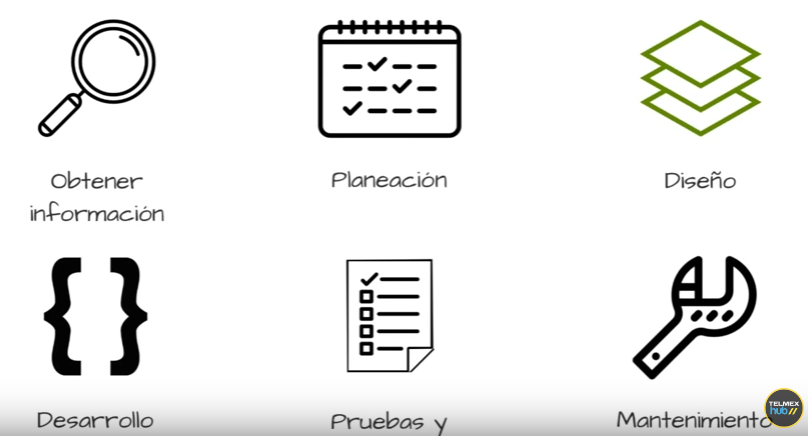 Obtener
información
Planeación
Diseño
Desarrollo
Pruebas y
Mantenimiento
TELMEX
hub//